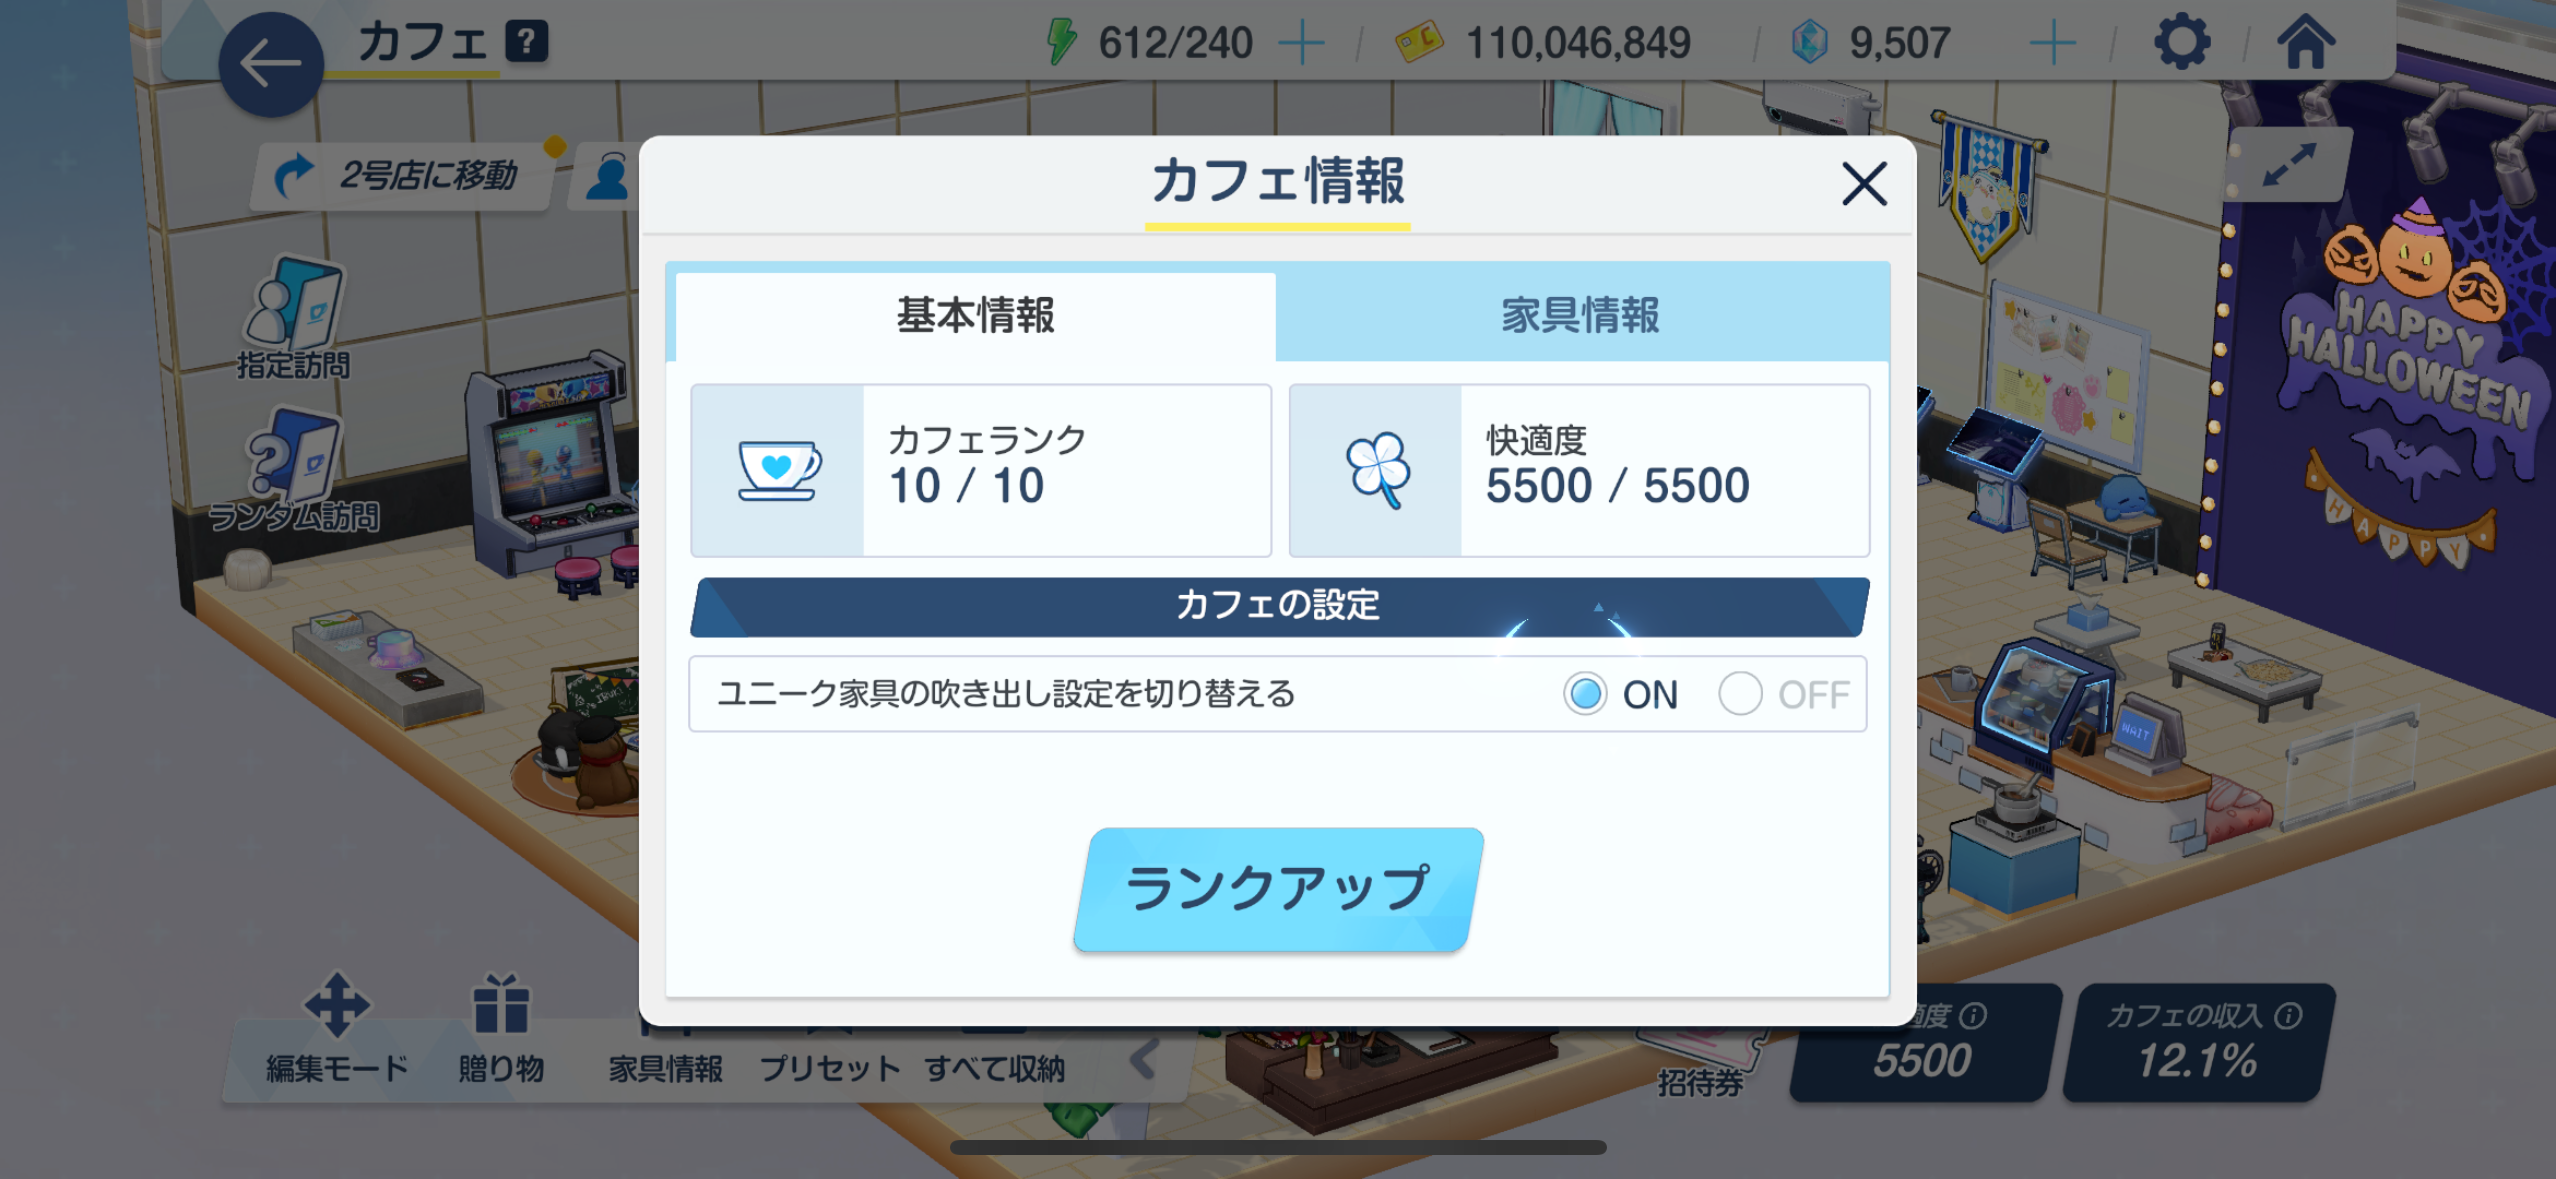 カフェ ?
612/240
110,046,849
9,507
2号店に移動
指定訪問
ランダム訪問
カフェ情報
基本情報
家具情報
カフェランク
10 / 10
快適度
5500 / 5500
カフェの設定
ユニーク家具の吹き出し設定を切り替える
ON
OFF
ランクアップ
HAPPY
HALLOWEEN
HAPPY
WAIT
編集モード
贈り物
家具情報
プリセット
すべて収納
招待券
適度
5500
カフェの収入
12.1%